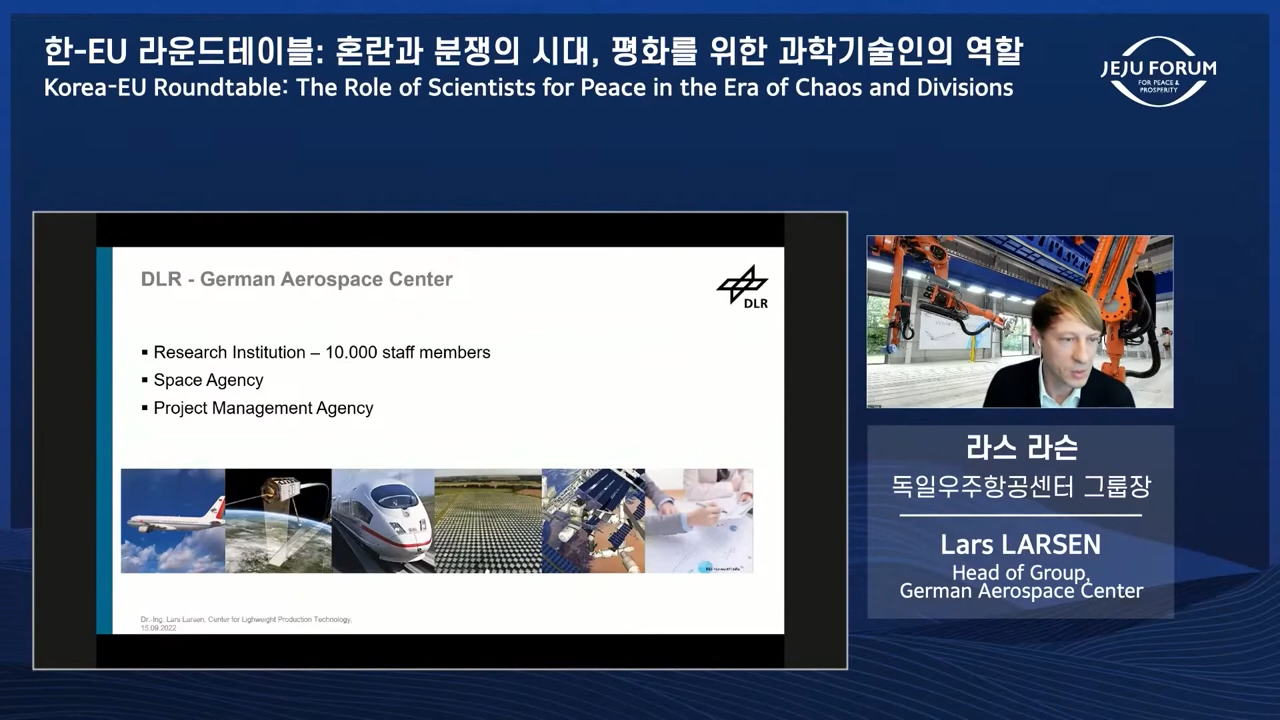 한-EU 라운드테이블: 혼란과 분쟁의 시대, 평화를 위한 과학기술인의 역할
Korea-EU Roundtable: The Role of Scientists for Peace in the Era of Chaos and Divisions
JEJU FORUM
FOR PEACE &
PROSPERITY
DLR - German Aerospace Center
DLR
▪ Research Institution – 10.000 staff members
▪ Space Agency
▪ Project Management Agency
Dr.-Ing. Lars Larsen, Center for Lighweight Production Technology,
15.09.2022
라스 라슨
독일우주항공센터 그룹장
Lars LARSEN
Head of Group,
German Aerospace Center